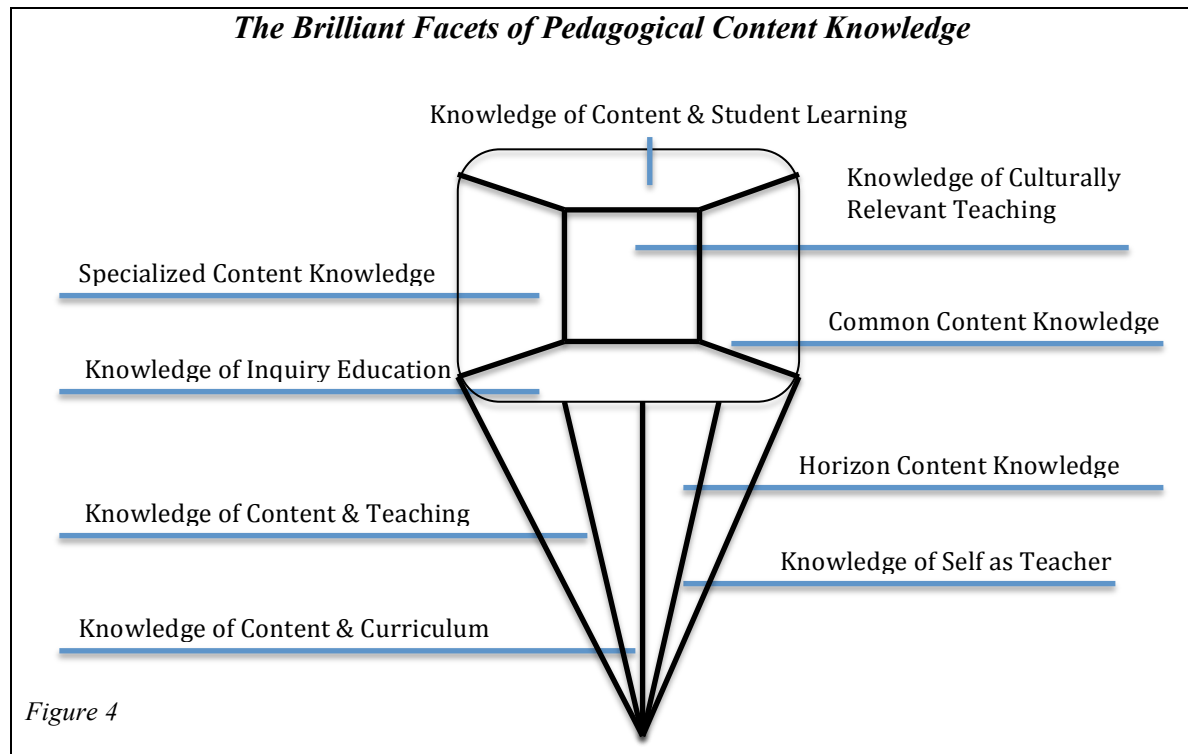 The Brilliant Facets of Pedagogical Content Knowledge
Knowledge of Content & Student Learning
Knowledge of Culturally
Relevant Teaching
Specialized Content Knowledge
Common Content Knowledge
Knowledge of Inquiry Education
Horizon Content Knowledge
Knowledge of Content & Teaching
Knowledge of Self as Teacher
Knowledge of Content & Curriculum
Figure 4